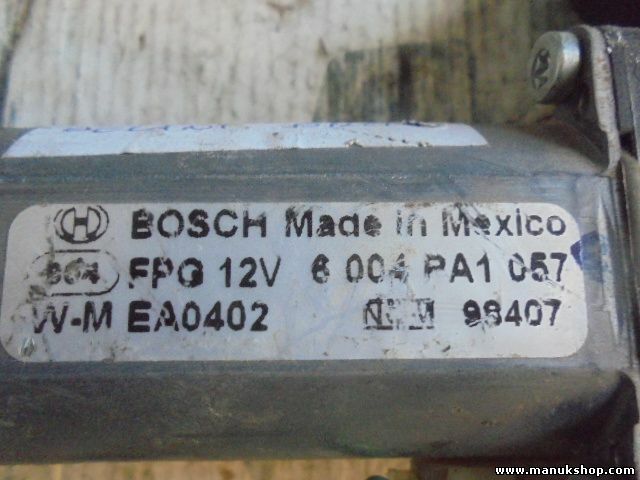 BOSCH Made in Mexico
FPG 12V 6 004 PA1 057
W-M EA0402 98407
www.manukshop.com